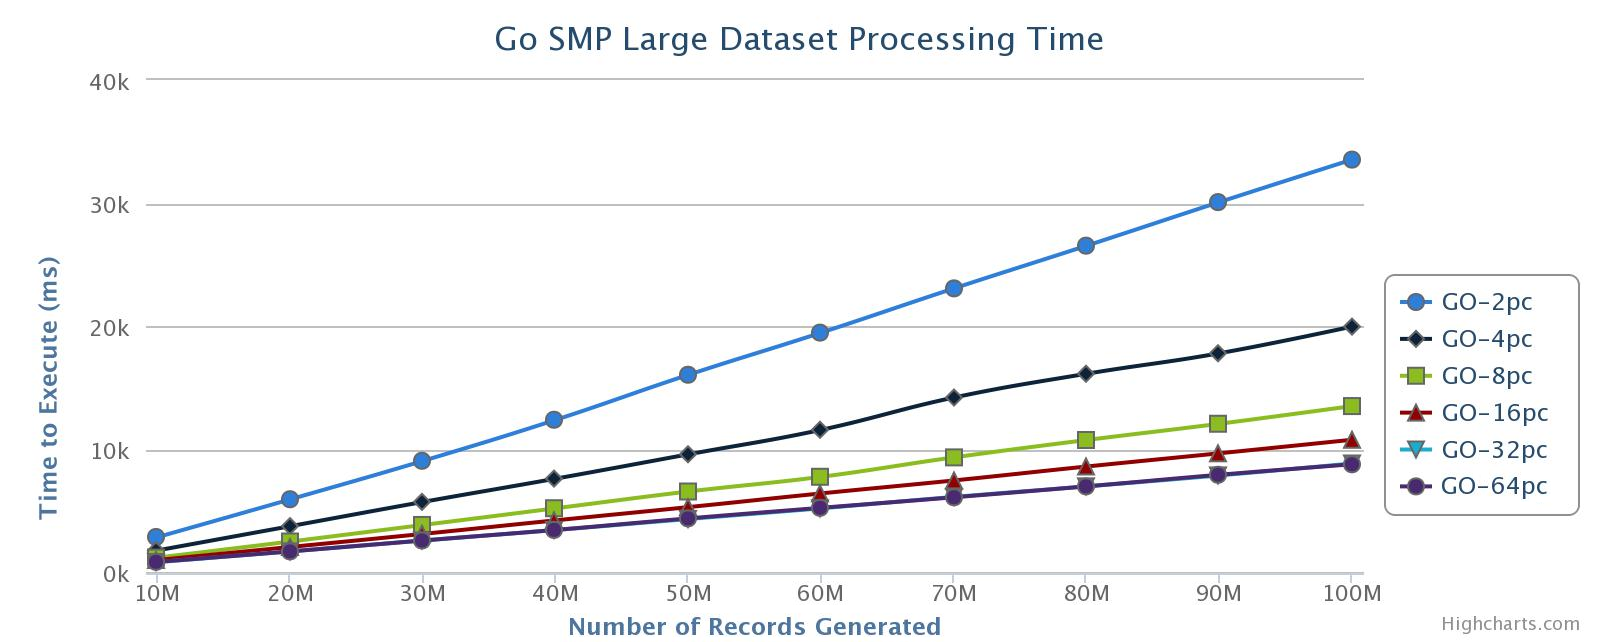 Go SMP Large Dataset Processing Time
40k
30k
20k
10k
0k
Time to Execute (ms)
10M 20M 30M 40M 50M 60M 70M 80M 90M 100M
Number of Records Generated
GO-2pc
GO-4pc
GO-8pc
GO-16pc
GO-32pc
GO-64pc
Highcharts.com